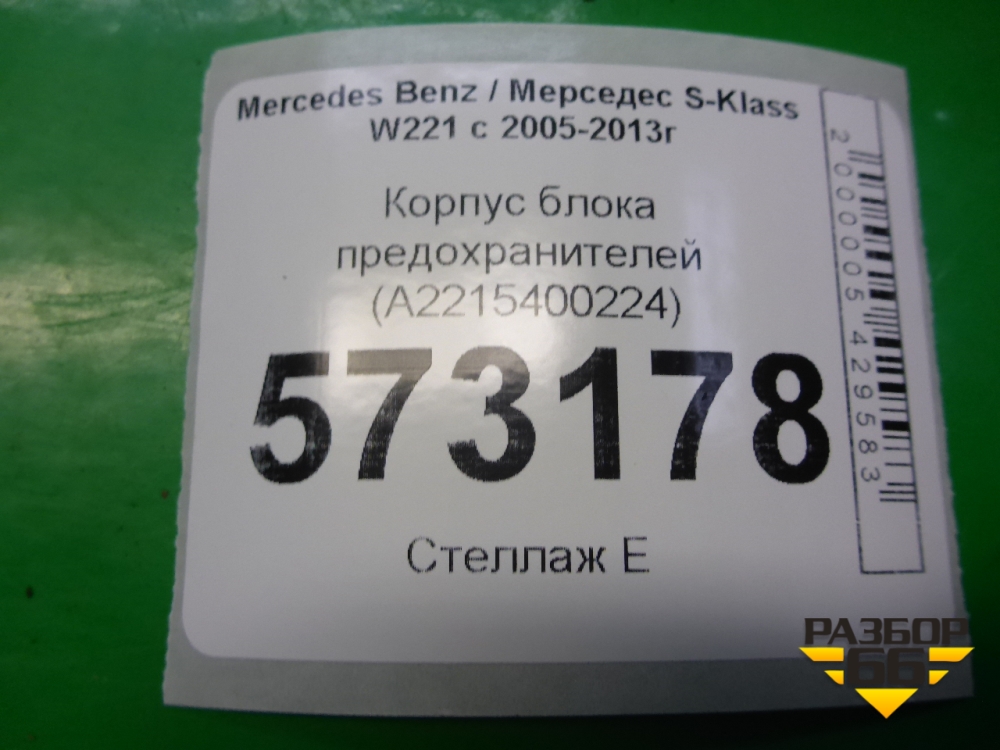 Mercedes Benz / Мерседес S-Klass
W221 с 2005-2013г
Корпус блока
предохранителей
(A2215400224)
573178
Стеллаж Е
2000005429583
РАЗБОР
66